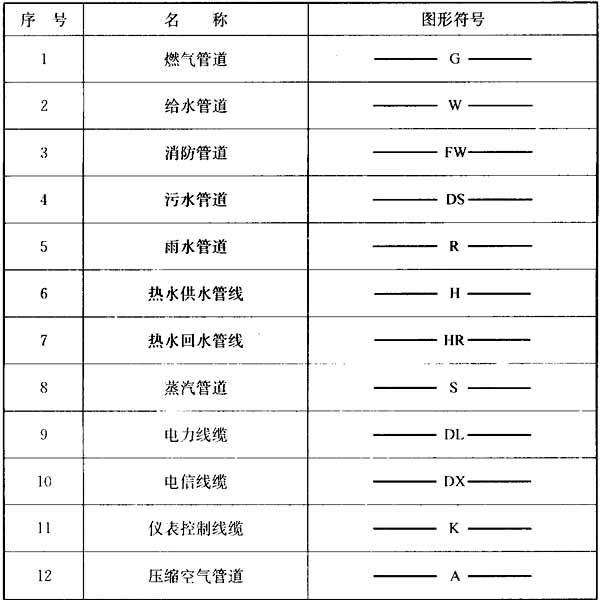 序 号 名 称 图形符号
1 燃气管道 G
2 给水管道 W
3 消防管道 FW
4 污水管道 DS
5 雨水管道 R
6 热水供水管线 H
7 热水回水管线 HR
8 蒸汽管道 S
9 电力线缆 DL
10 电信线缆 DX
11 仪表控制线缆 K
12 压缩空气管道 A